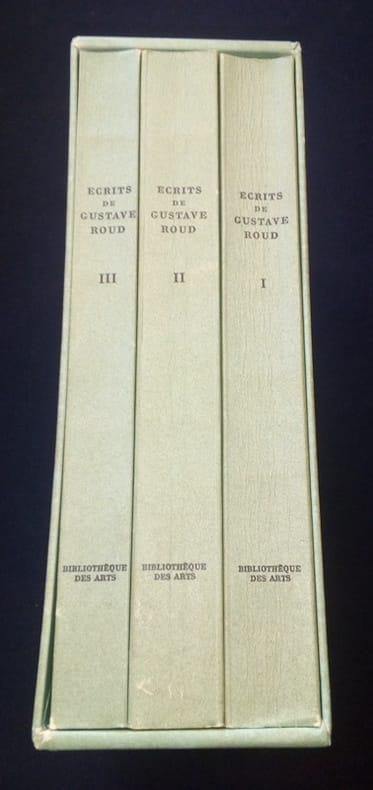 ECRITS
DE
GUSTAVE
ROUD
III
BIBLIOTHÈQUE
DES ARTS
ECRITS
DE
GUSTAVE
ROUD
II
BIBLIOTHÈQUE
DES ARTS
ECRITS
DE
GUSTAVE
ROUD
I
BIBLIOTHÈQUE
DES ARTS